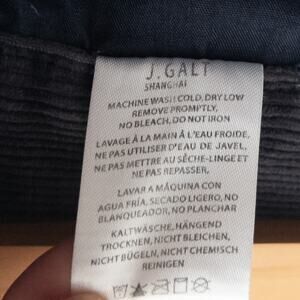 J. GALT
SHANGHAI
MACHINE WASH COLD, DRY LOW
REMOVE PROMPTLY,
NO BLEACH, DO NOT IRON
LAVAGE À LA MAIN À L'EAU FROIDE,
NE PAS UTILISER D'EAU DE JAVEL,
NE PAS METTRE AU SÈCHE-LINGE ET
NE PAS REPASSER,
LAVAR A MÁQUINA CON
AGUA FRÍA, SECADO LIGERO, NO
BLANQUEADOR, NO PLANCHAR
KALTWÄSCHE, HÄNGEND
TROCKNEN, NICHT BLEICHEN,
NICHT BÜGELN, NICHT CHEMISCH
REINIGEN